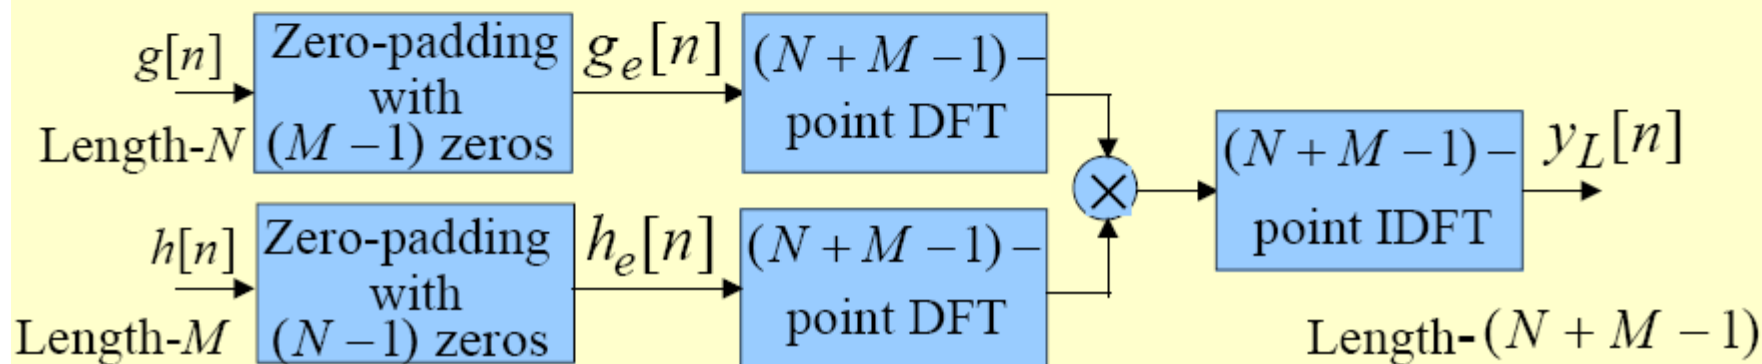 g[n]
Length-N
Zero-padding
with
(M − 1) zeros
g_e[n]
(N + M − 1) −
point DFT
h[n]
Length-M
Zero-padding
with
(N − 1) zeros
h_e[n]
(N + M − 1) −
point DFT
×
(N + M − 1) −
point IDFT
y_L[n]
Length-(N + M − 1)